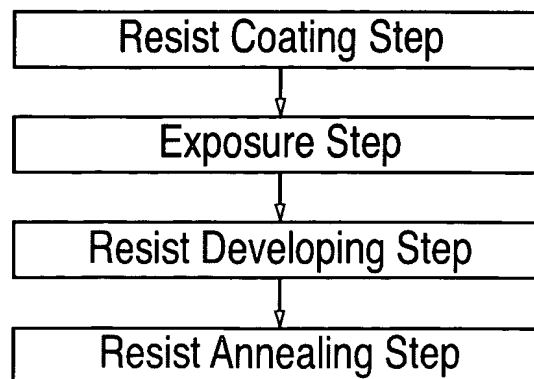 Resist Coating Step
Exposure Step
Resist Developing Step
Resist Annealing Step